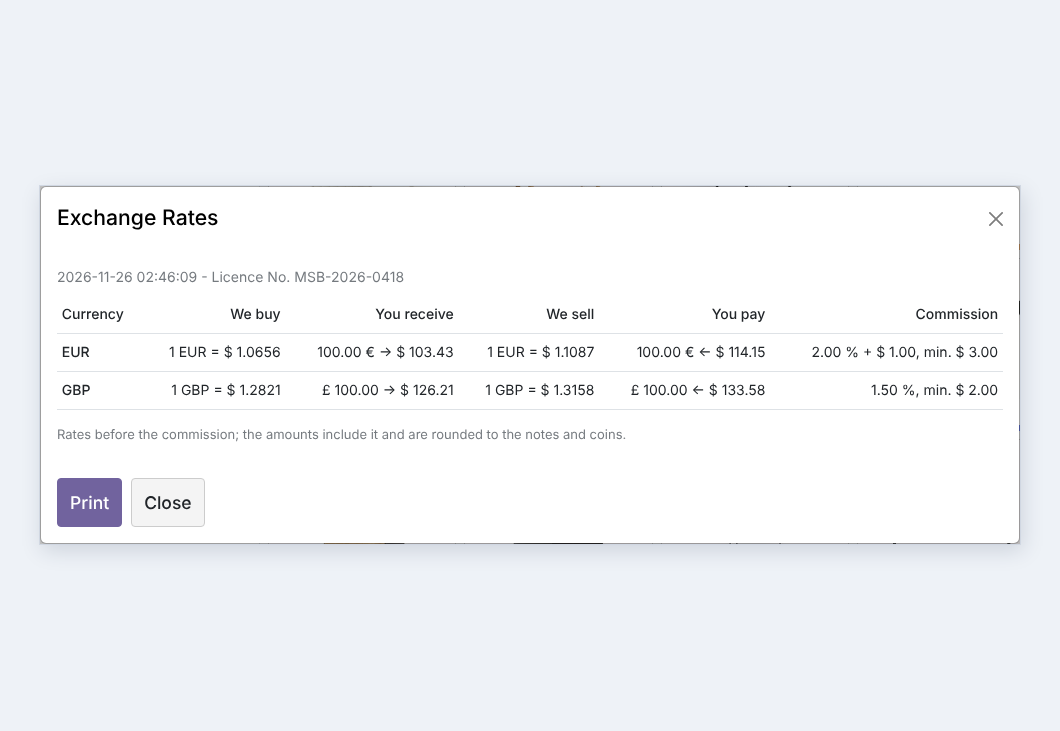 Exchange Rates
2026-11-26 02:46:09 - Licence No. MSB-2026-0418
Currency We buy You receive We sell You pay Commission
EUR 1 EUR = $ 1.0656 100.00 € → $ 103.43 1 EUR = $ 1.1087 100.00 € ← $ 114.15 2.00 % + $ 1.00, min. $ 3.00
GBP 1 GBP = $ 1.2821 £ 100.00 → $ 126.21 1 GBP = $ 1.3158 £ 100.00 ← $ 133.58 1.50 %, min. $ 2.00
Rates before the commission; the amounts include it and are rounded to the notes and coins.
Print Close